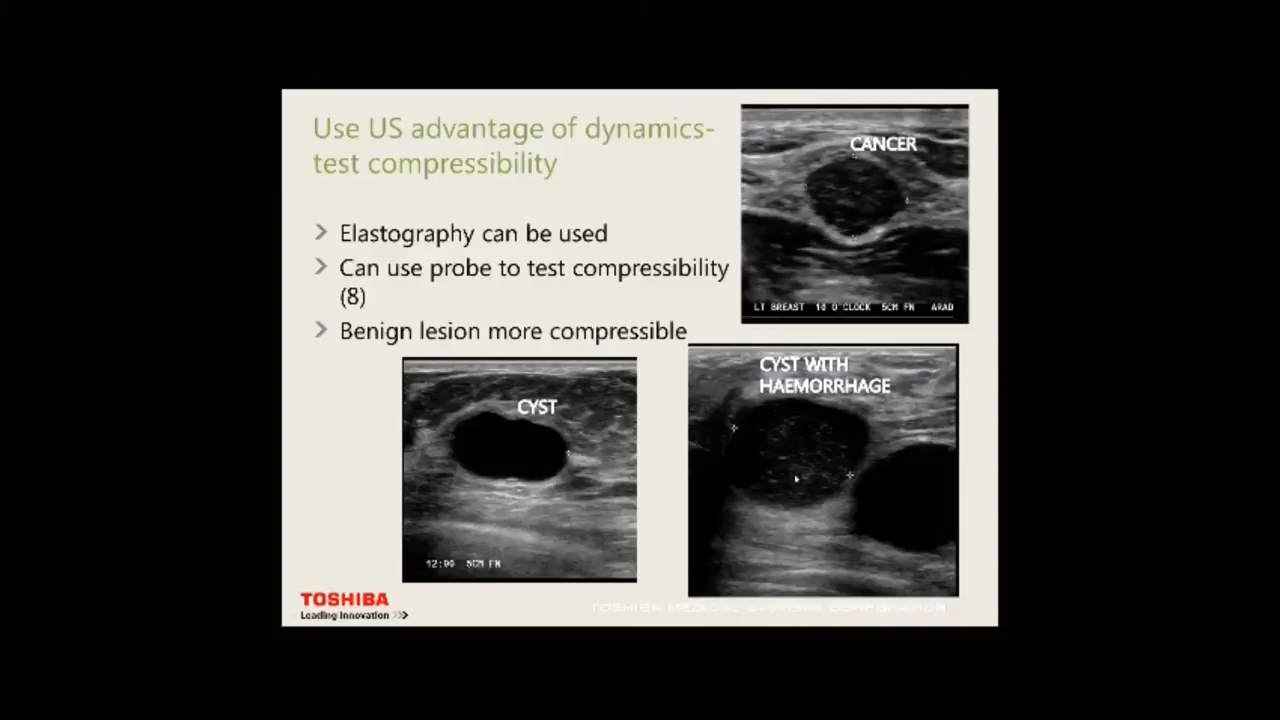 Use US advantage of dynamics-
test compressibility
Elastography can be used
Can use probe to test compressibility
(8)
Benign lesion more compressible
CANCER
LT BREAST 10 O'CLOCK 5CM FN ARAD
CYST
12:00 5CM FN
CYST WITH
HAEMORRHAGE
TOSHIBA
Leading Innovation
TOSHIBA MEDICAL SYSTEMS CORPORATION